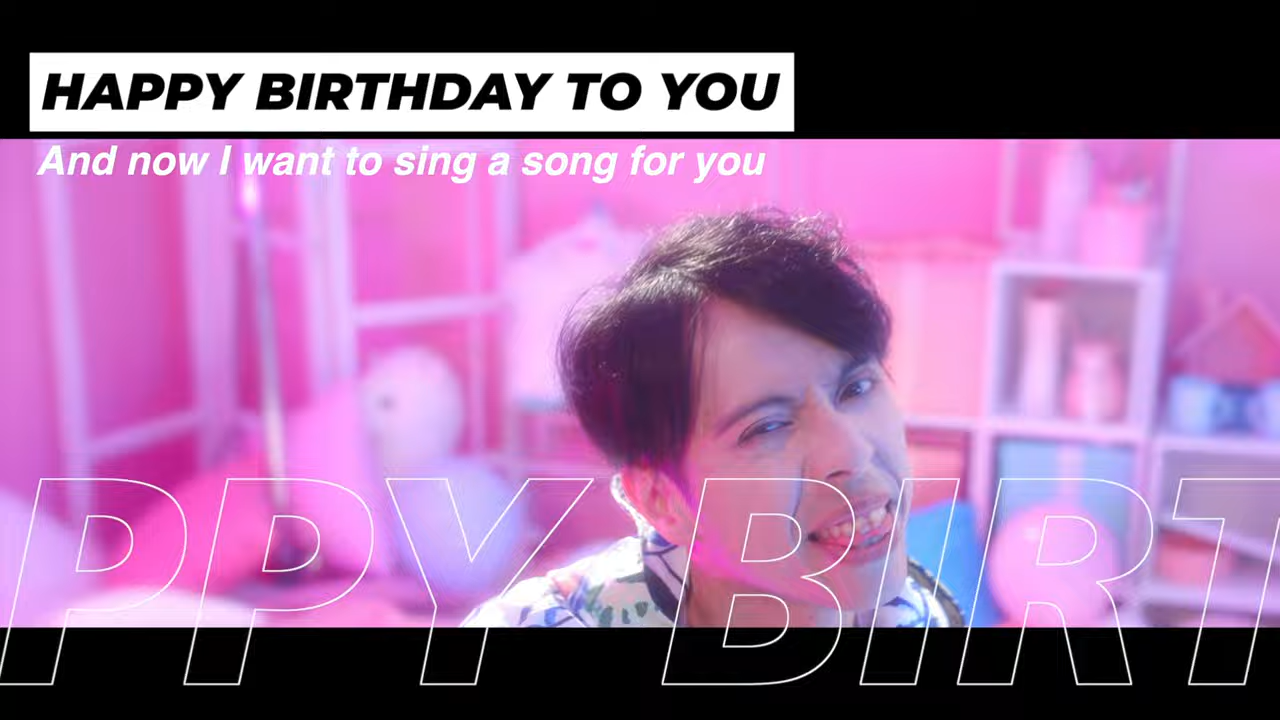 HAPPY BIRTHDAY TO YOU
And now I want to sing a song for you
PPY BIRT